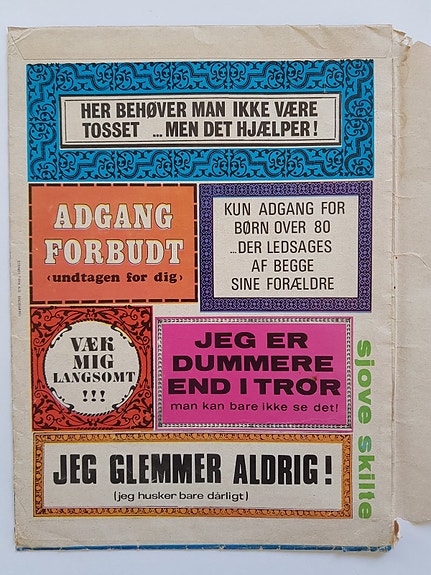 HER BEHØVER MAN IKKE VÆRE
TOSSET ... MEN DET HJÆLPER!
ADGANG
FORBUDT
(undtagen for dig)
KUN ADGANG FOR
BØRN OVER 80
...DER LEDSAGES
AF BEGGE
SINE FORÆLDRE
VÆK
MIG
LANGSOMT
!!!
JEG ER
DUMMERE
END I TROR
man kan bare ikke se det!
JEG GLEMMER ALDRIG!
(jeg husker bare dårligt)
sjove skilte